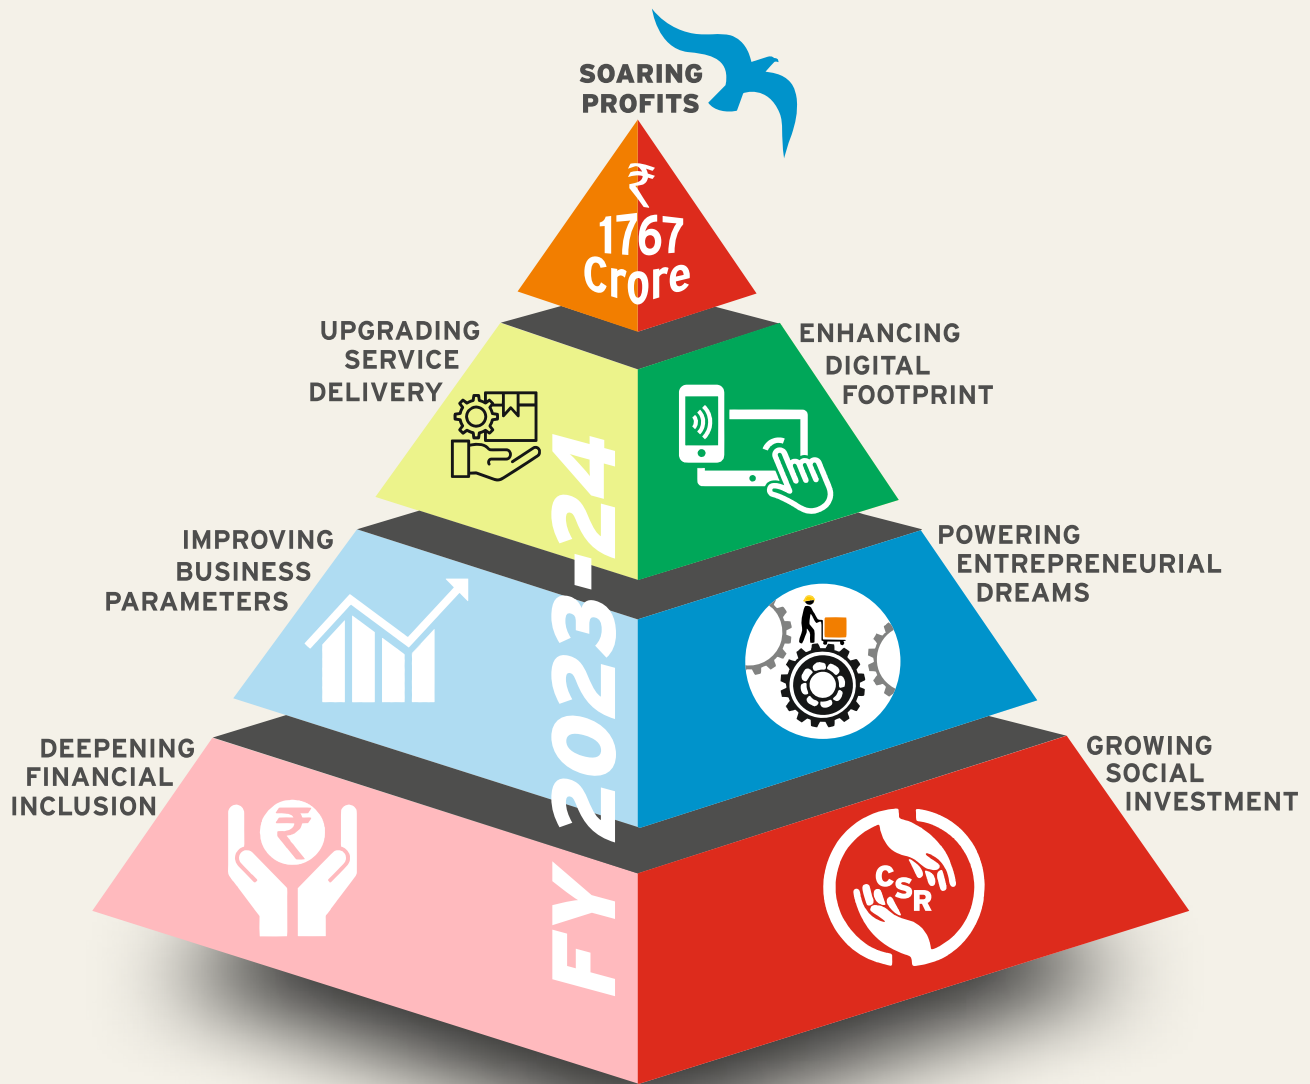 SOARING
PROFITS
₹
1767
Crore
UPGRADING
SERVICE
DELIVERY
ENHANCING
DIGITAL
FOOTPRINT
IMPROVING
BUSINESS
PARAMETERS
POWERING
ENTREPRENEURIAL
DREAMS
DEEPENING
FINANCIAL
INCLUSION
GROWING
SOCIAL
INVESTMENT
FY 2023-24
₹
CSR